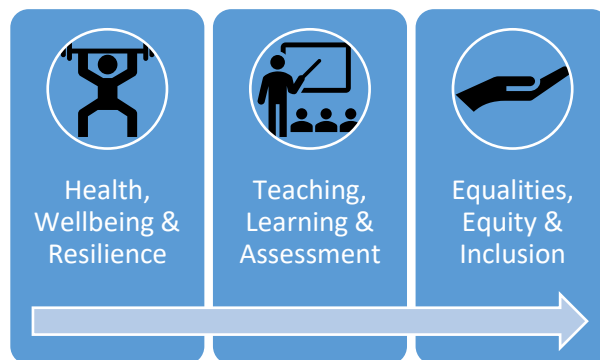 Health,
Wellbeing &
Resilience
Teaching,
Learning &
Assessment
Equalities,
Equity &
Inclusion